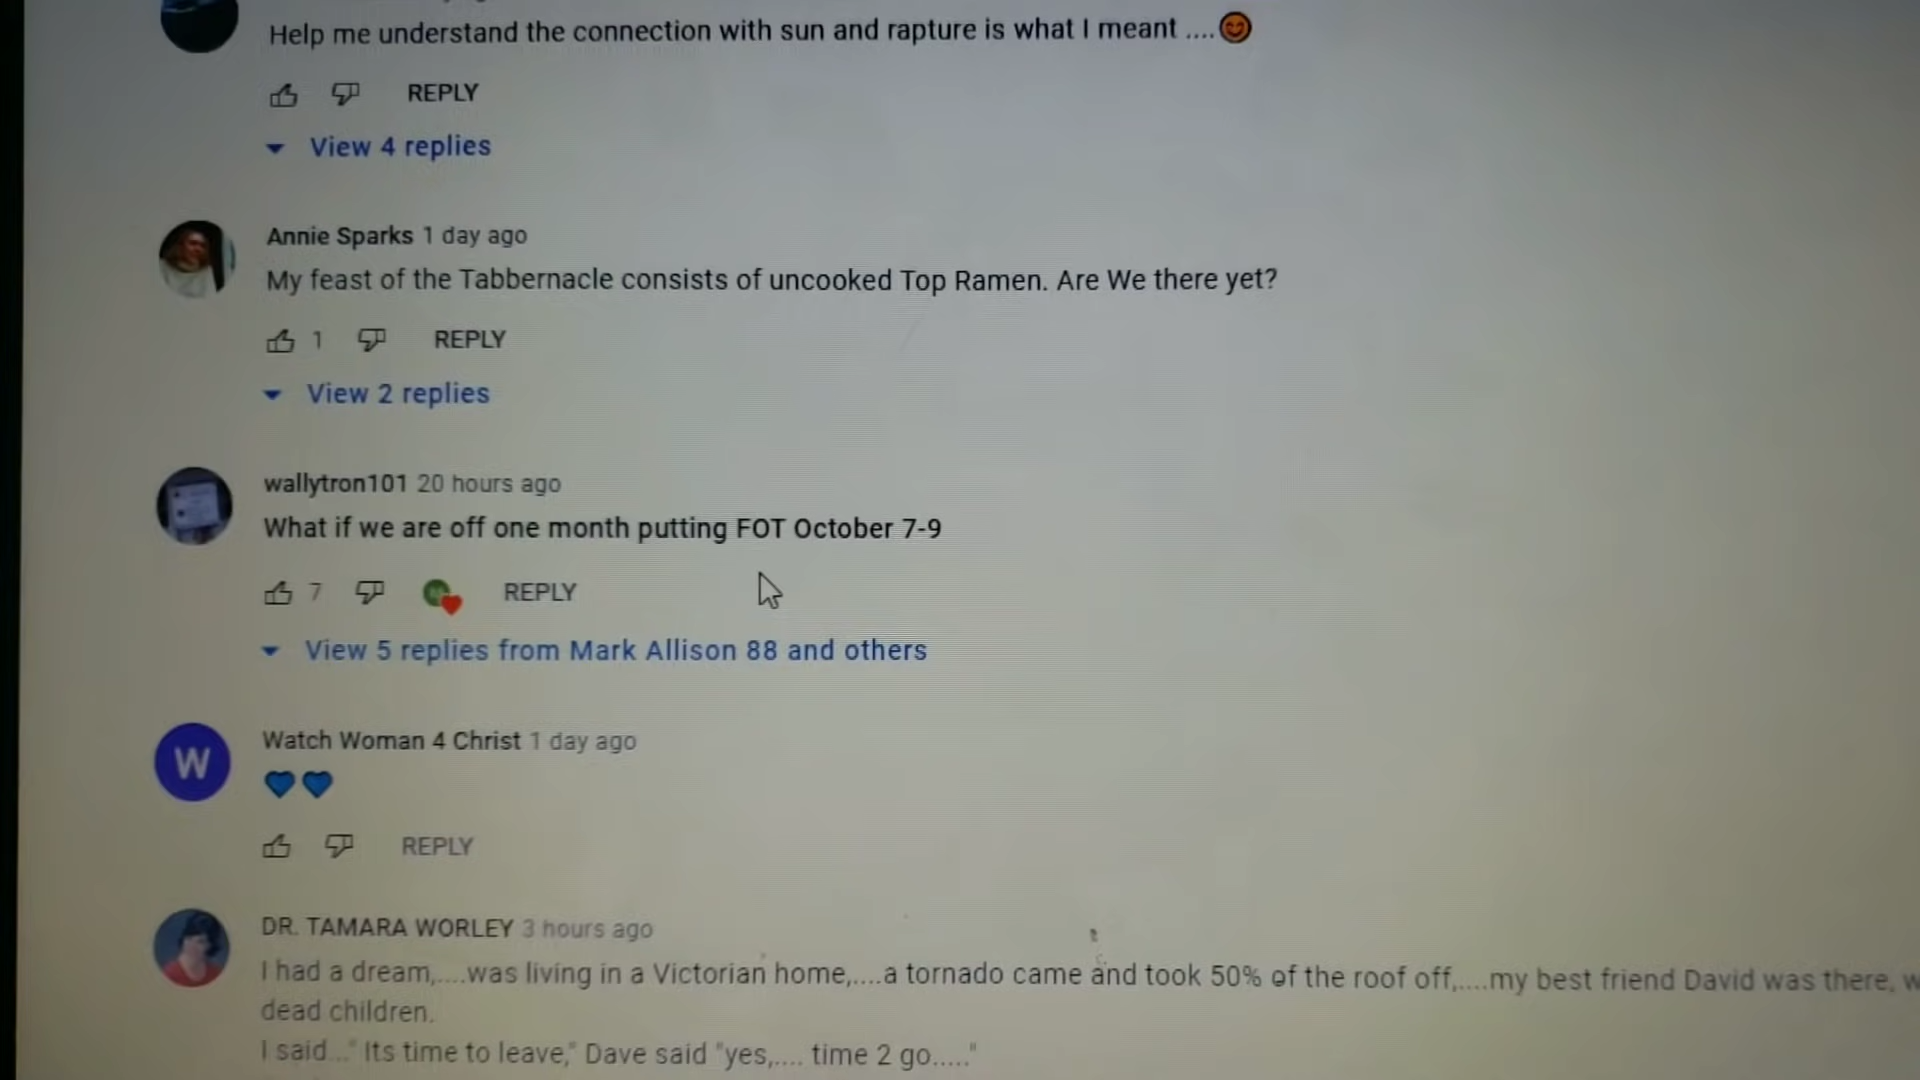 Help me understand the connection with sun and rapture is what I meant ....😊
REPLY
View 4 replies
Annie Sparks 1 day ago
My feast of the Tabbernacle consists of uncooked Top Ramen. Are We there yet?
1 REPLY
View 2 replies
wallytron101 20 hours ago
What if we are off one month putting FOT October 7-9
7 REPLY
View 5 replies from Mark Allison 88 and others
W
Watch Woman 4 Christ 1 day ago
💙💙
REPLY
DR. TAMARA WORLEY 3 hours ago
I had a dream,....was living in a Victorian home,....a tornado came and took 50% of the roof off,....my best friend David was there,
dead children.
I said..." Its time to leave," Dave said "yes,.... time 2 go....."